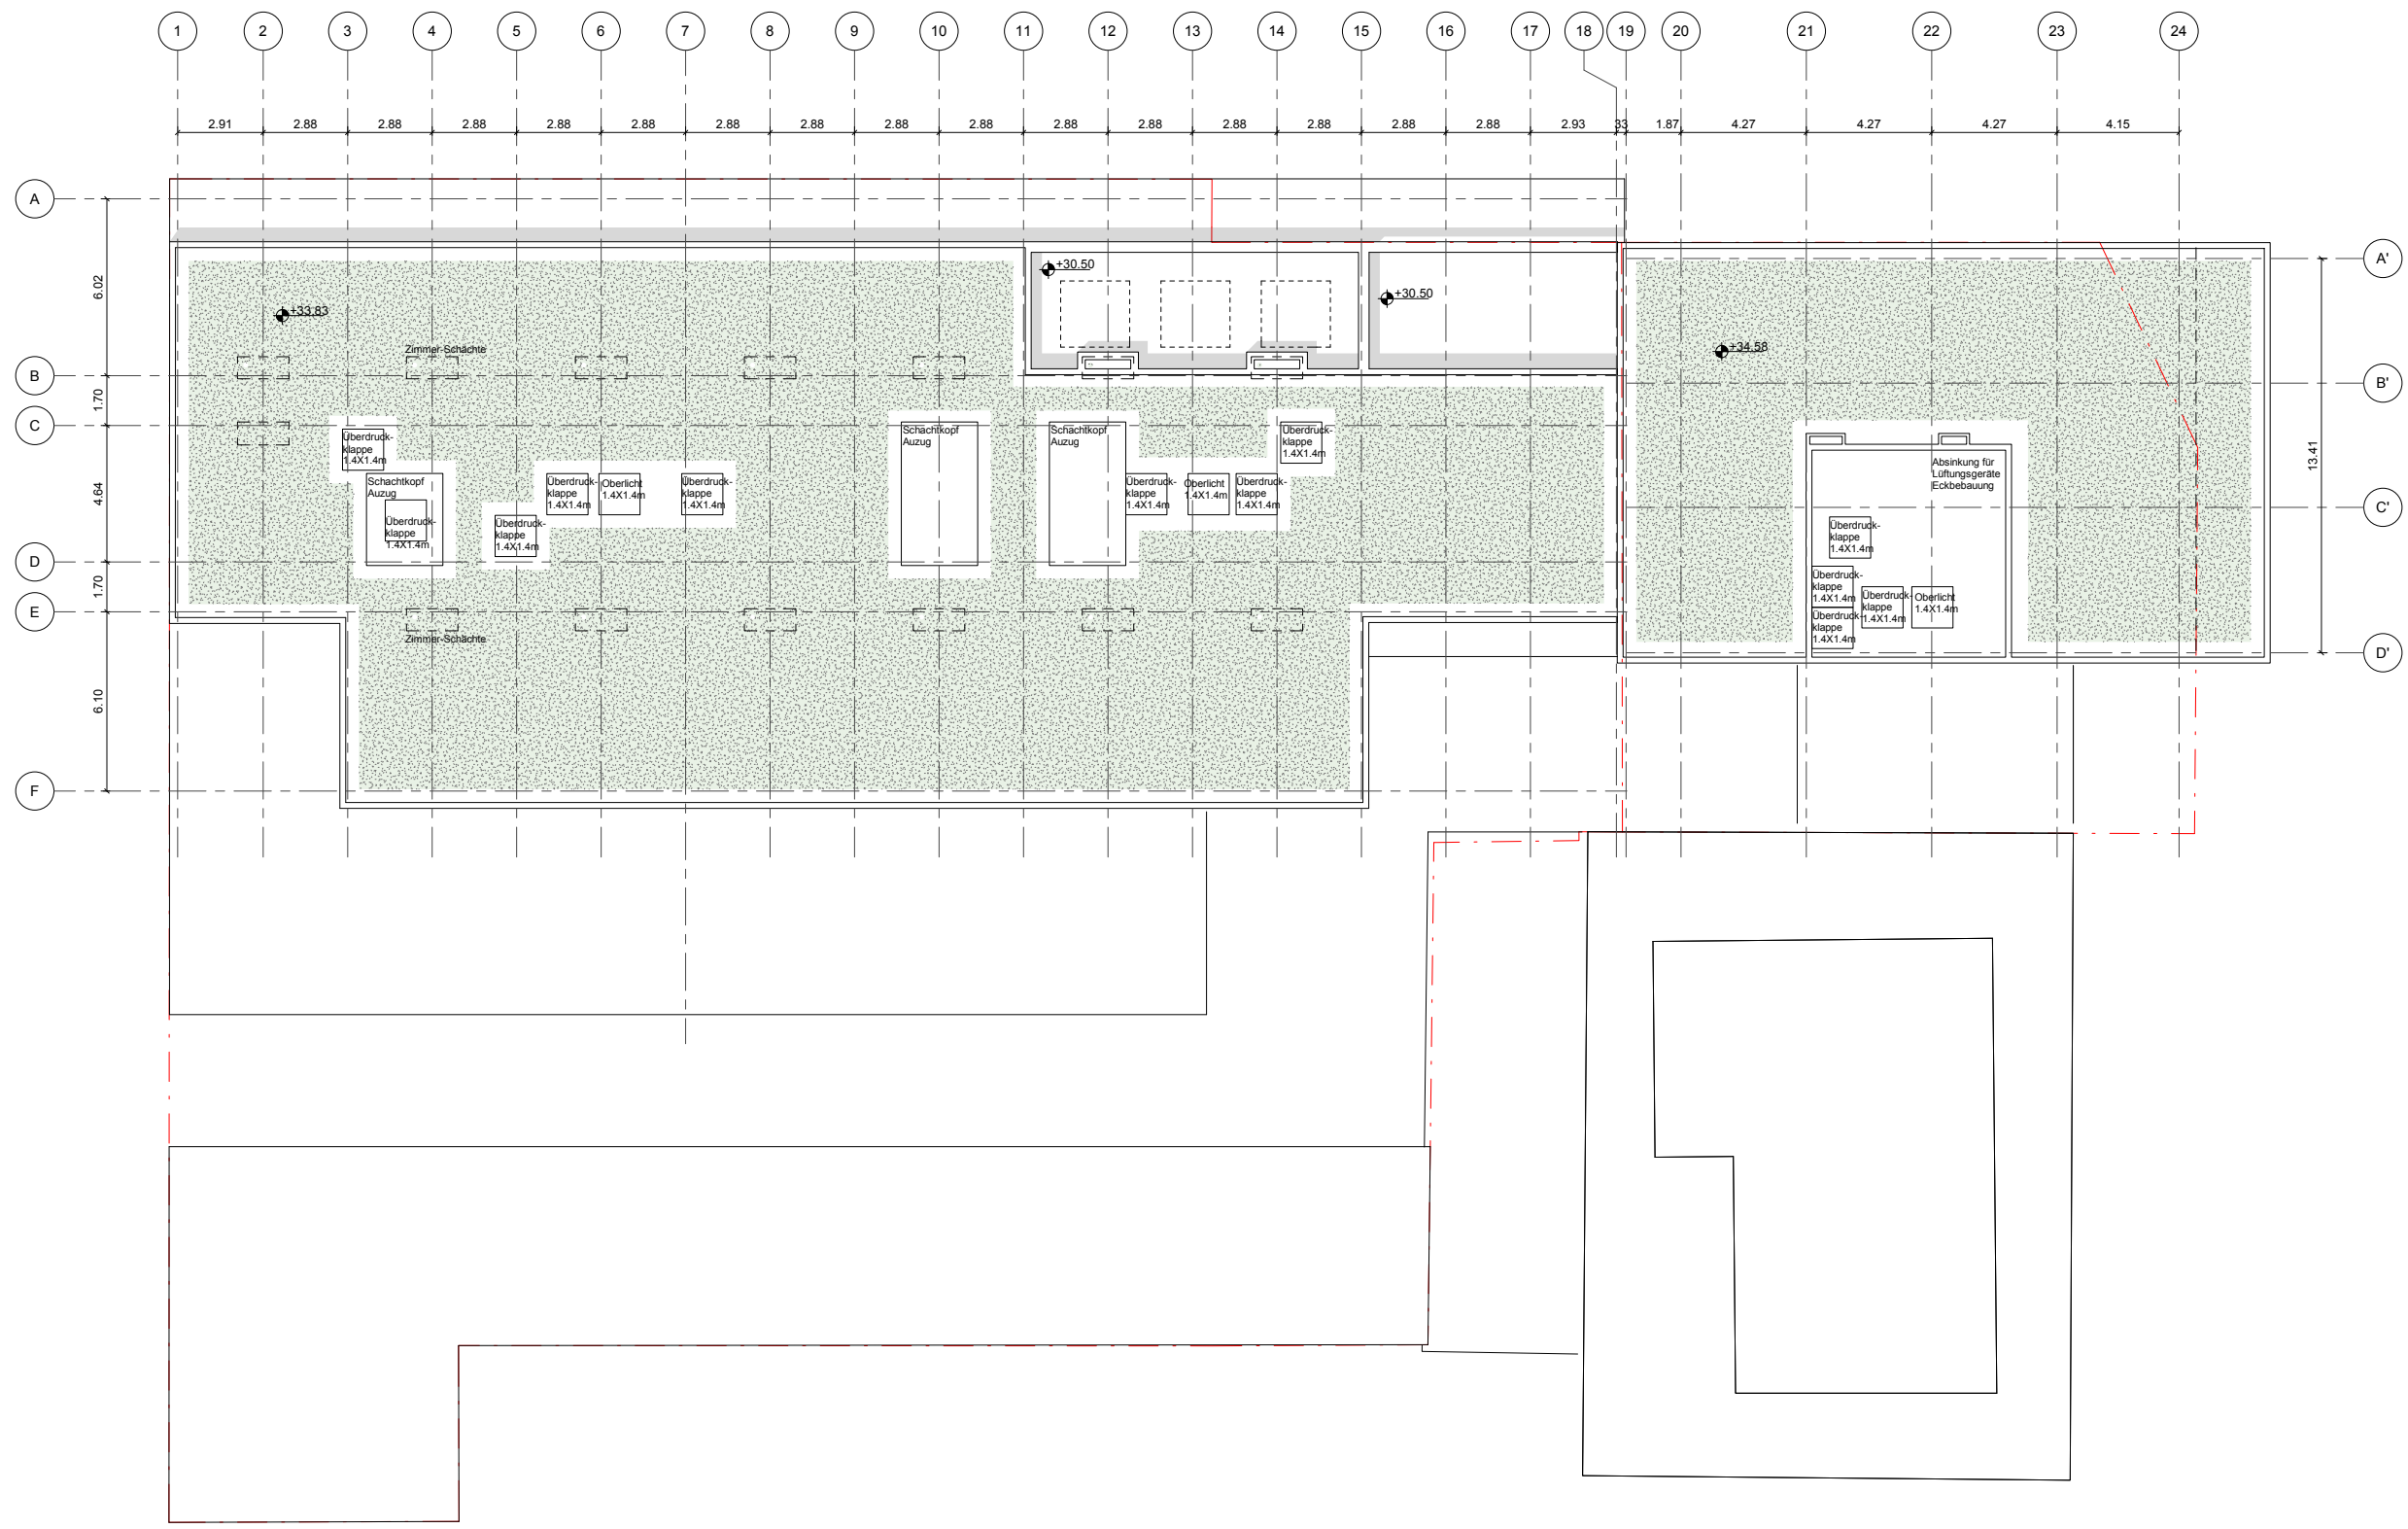 1 2 3 4 5 6 7 8 9 10 11 12 13 14 15 16 17 18 19 20 21 22 23 24
2.91 2.88 2.88 2.88 2.88 2.88 2.88 2.88 2.88 2.88 2.88 2.88 2.88 2.88 2.88 2.88 2.93 33 1.87 4.27 4.27 4.27 4.15
A
A'
6.02
+30.50
+30.50
+33.83
+34.58
Zimmer-Schächte
B
B'
1.70
C
Überdruck-
klappe
1.4X1.4m
Schachtkopf
Auzug
Schachtkopf
Auzug
Überdruck-
klappe
1.4X1.4m
13.41
4.64
Schachtkopf
Auzug
Überdruck-
klappe
1.4X1.4m
Überdruck-
klappe
1.4X1.4m
Überdruck-
klappe
1.4X1.4m
Oberlicht
1.4X1.4m
Überdruck-
klappe
1.4X1.4m
Überdruck-
klappe
1.4X1.4m
Oberlicht
1.4X1.4m
Überdruck-
klappe
1.4X1.4m
Absinkung für
Lüftungsgeräte
Eckbebauung
C'
Überdruck-
klappe
1.4X1.4m
D
Überdruck-
klappe
1.4X1.4m
Überdruck-
klappe
1.4X1.4m
Überdruck-
klappe
1.4X1.4m
Oberlicht
1.4X1.4m
1.70
E
Zimmer-Schächte
D'
6.10
F